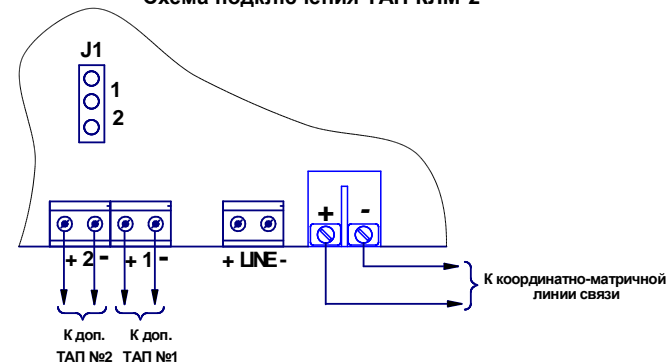 Схема подключения ТАП КЛМ-2
J1
1
2
+ -
+ 2 - + 1 - + LINE -
К координатно-матричной
линии связи
К доп. К доп.
ТАП №2 ТАП №1